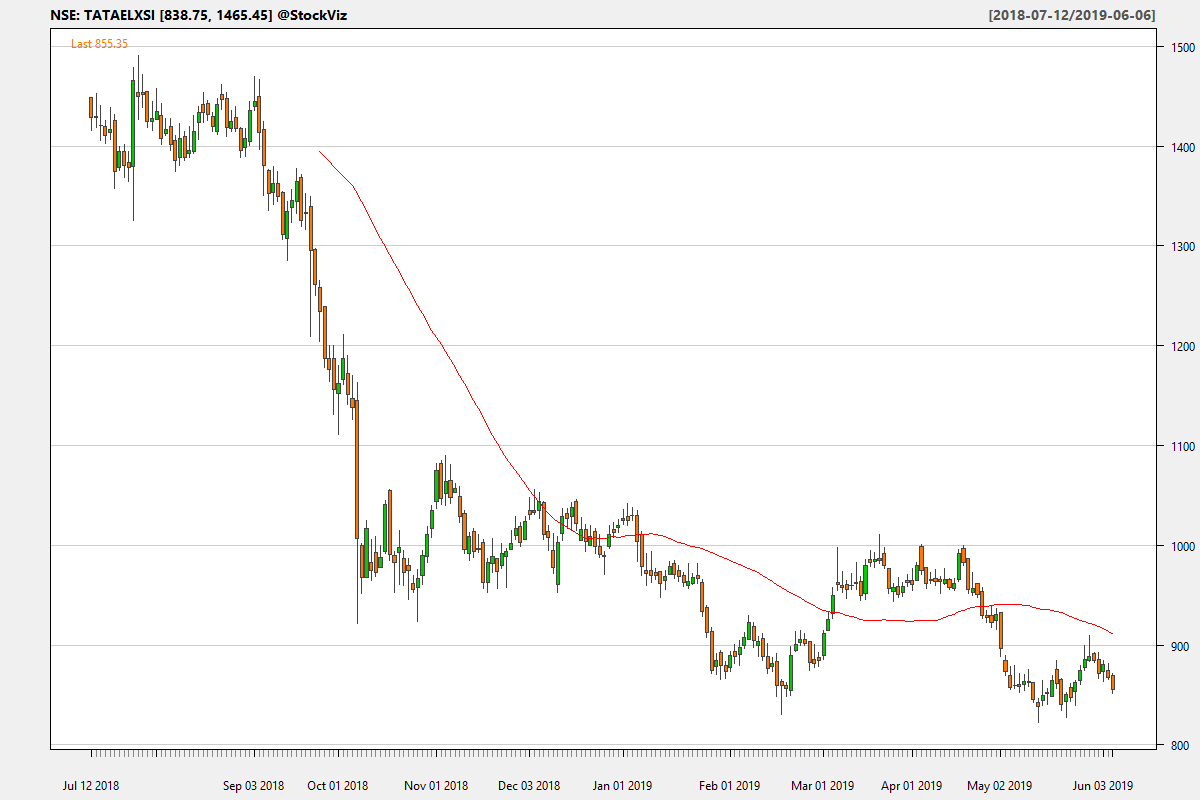 NSE: TATAELXSI [838.75, 1465.45] @StockViz [2018-07-12/2019-06-06]
Last 855.35
1500
1400
1300
1200
1100
1000
900
800
Jul 12 2018 Sep 03 2018 Oct 01 2018 Nov 01 2018 Dec 03 2018 Jan 01 2019 Feb 01 2019 Mar 01 2019 Apr 01 2019 May 02 2019 Jun 03 2019